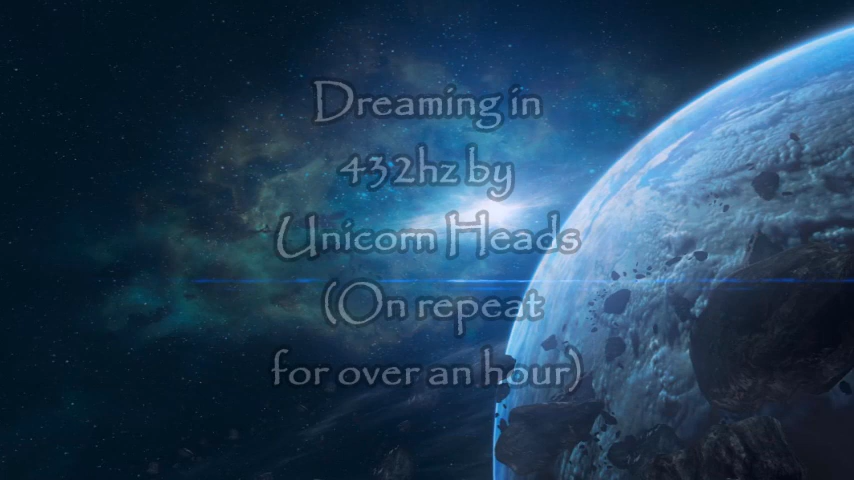 Dreaming in
432hz by
Unicorn Heads
(On repeat
for over an hour)